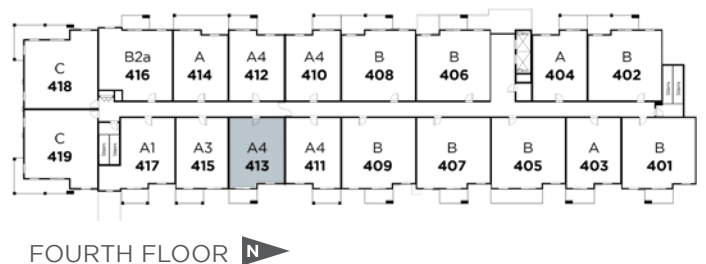 B2a A A4 A4 B B A B
416 414 412 410 408 406 404 402
C
418
Stairs
C
419
Stairs
A1 A3 A4 A4 B B B A B
417 415 413 411 409 407 405 403 401
FOURTH FLOOR N